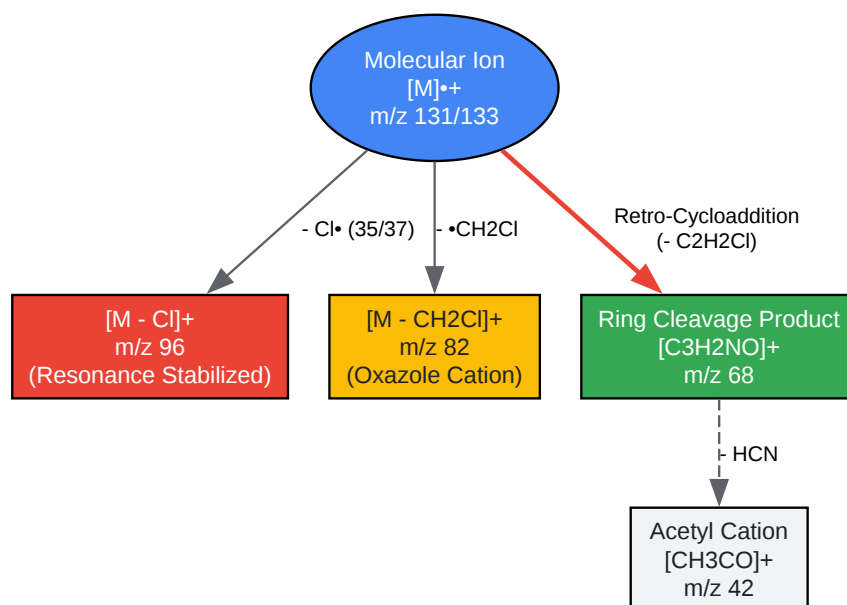 Molecular Ion
[M]•+
m/z 131/133
- Cl• (35/37)
- •CH2Cl
Retro-Cycloaddition
(- C2H2Cl)
[M - Cl]+
m/z 96
(Resonance Stabilized)
[M - CH2Cl]+
m/z 82
(Oxazole Cation)
Ring Cleavage Product
[C3H2NO]+
m/z 68
- HCN
Acetyl Cation
[CH3CO]+
m/z 42